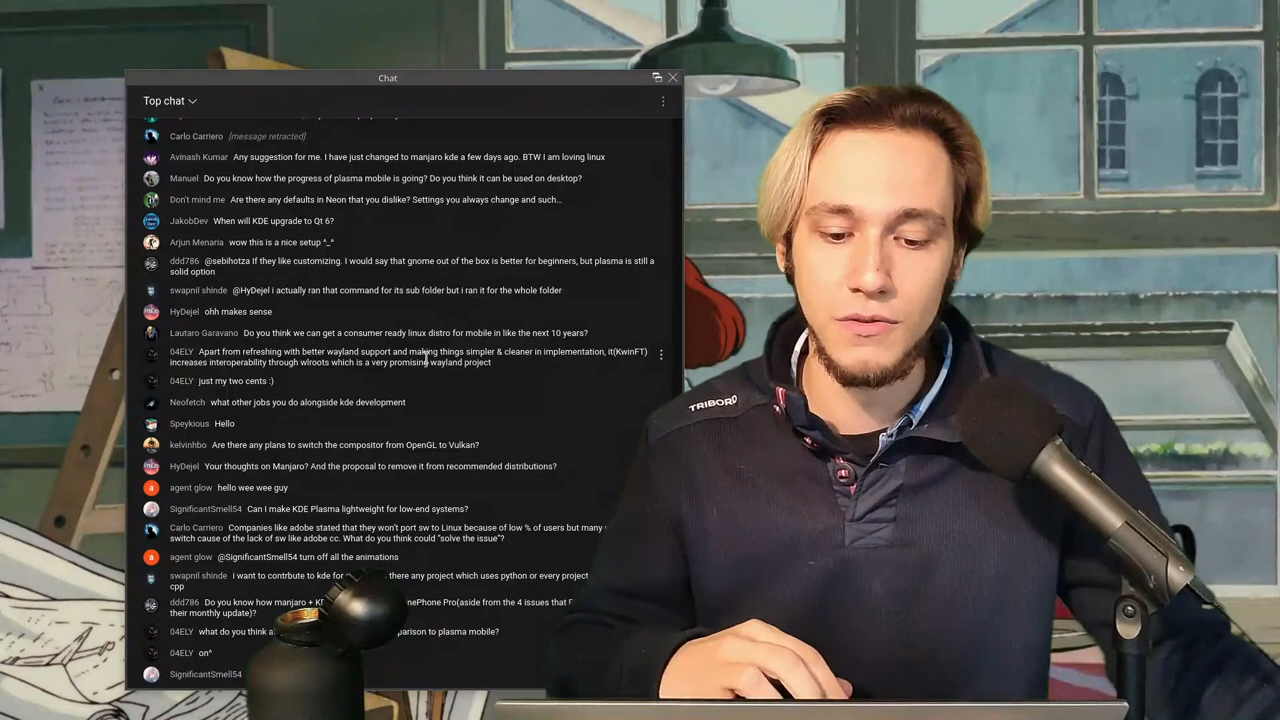 Chat
Top chat
Carlo Carriero [message retracted]
Avinash Kumar Any suggestion for me. I have just changed to manjaro kde a few days ago. BTW I am loving linux
Manuel Do you know how the progress of plasma mobile is going? Do you think it can be used on desktop?
Don't mind me Are there any defaults in Neon that you dislike? Settings you always change and such...
JakobDev When will KDE upgrade to Qt 6?
Arjun Menaria wow this is a nice setup ^_^
ddd786 @sebihotza If they like customizing. I would say that gnome out of the box is better for beginners, but plasma is still a
solid option
swapnil shinde @HyDejel i actually ran that command for its sub folder but i ran it for the whole folder
HyDejel ohh makes sense
Lautaro Garavano Do you think we can get a consumer ready linux distro for mobile in like the next 10 years?
04ELY Apart from refreshing with better wayland support and making things simpler & cleaner in implementation, it(KwinFT)
increases interoperability through wlroots which is a very promising wayland project
04ELY just my two cents :)
Neofetch what other jobs you do alongside kde development
Speykious Hello
kelvinhbo Are there any plans to switch the compositor from OpenGL to Vulkan?
HyDejel Your thoughts on Manjaro? And the proposal to remove it from recommended distributions?
a agent glow hello wee wee guy
SignificantSmell54 Can I make KDE Plasma lightweight for low-end systems?
Carlo Carriero Companies like adobe stated that they won't port sw to Linux because of low % of users but many
switch cause of the lack of sw like adobe cc. What do you think could "solve the issue"?
a agent glow @SignificantSmell54 turn off all the animations
swapnil shinde i want to contrbute to kde for there any project which uses python or every project
cpp
ddd786 Do you know how manjaro + Pro(aside from the 4 issues that
their monthly update)?
04ELY what do you think to plasma mobile?
04ELY on^
SignificantSmell54
TRIBORD